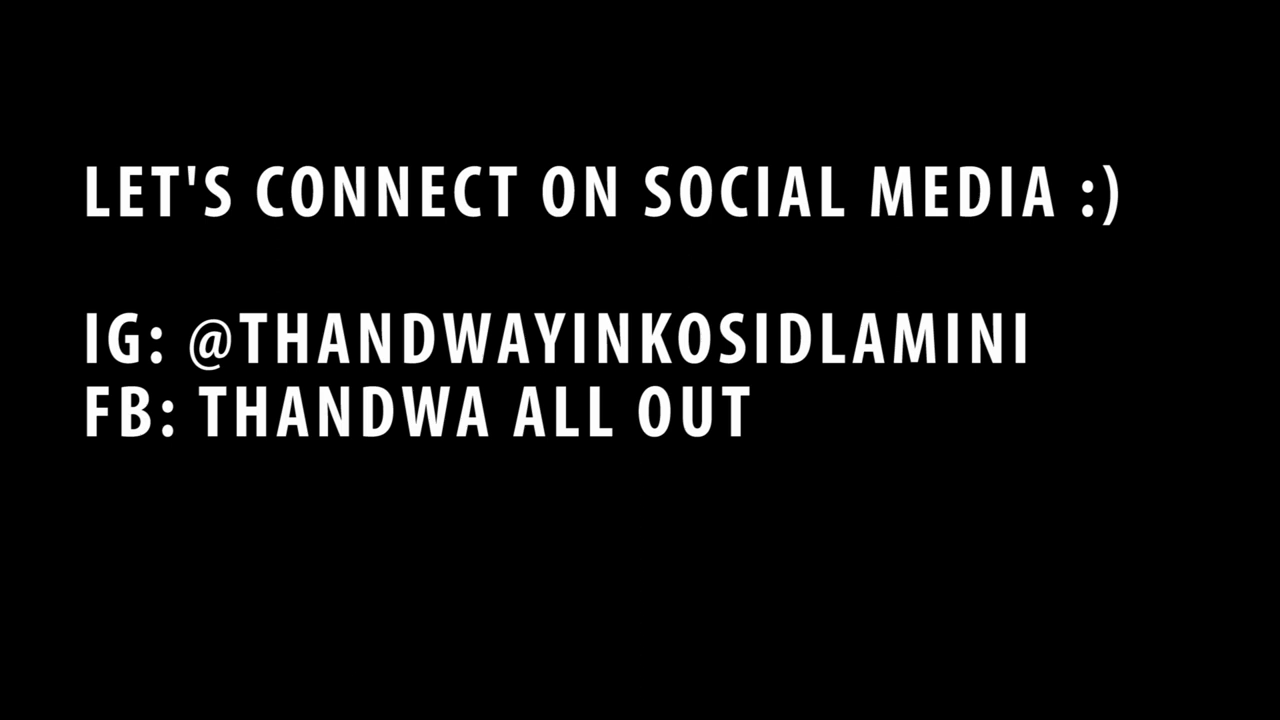 LET'S CONNECT ON SOCIAL MEDIA :)
IG: @THANDWAYINKOSIDLAMINI
FB: THANDWA ALL OUT